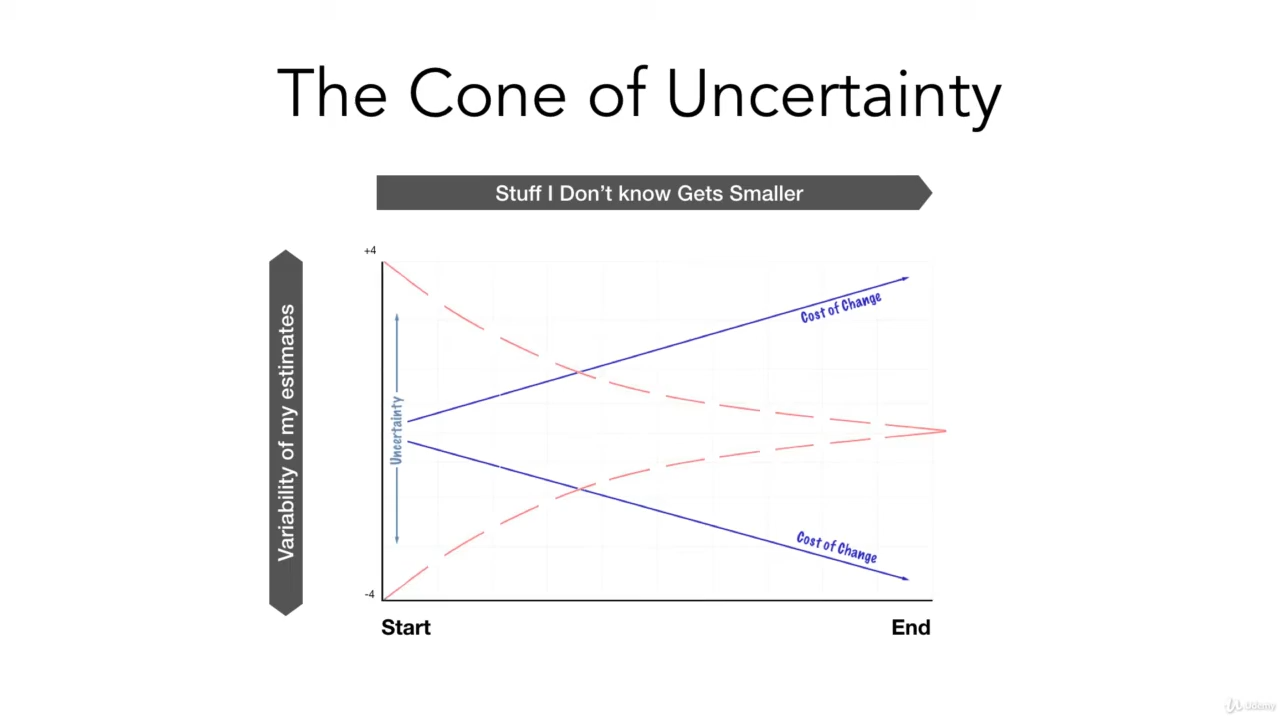 The Cone of Uncertainty
Stuff I Don’t know Gets Smaller
+4
Variability of my estimates
Uncertainty
Cost of Change
Cost of Change
-4
Start
End
Udemy